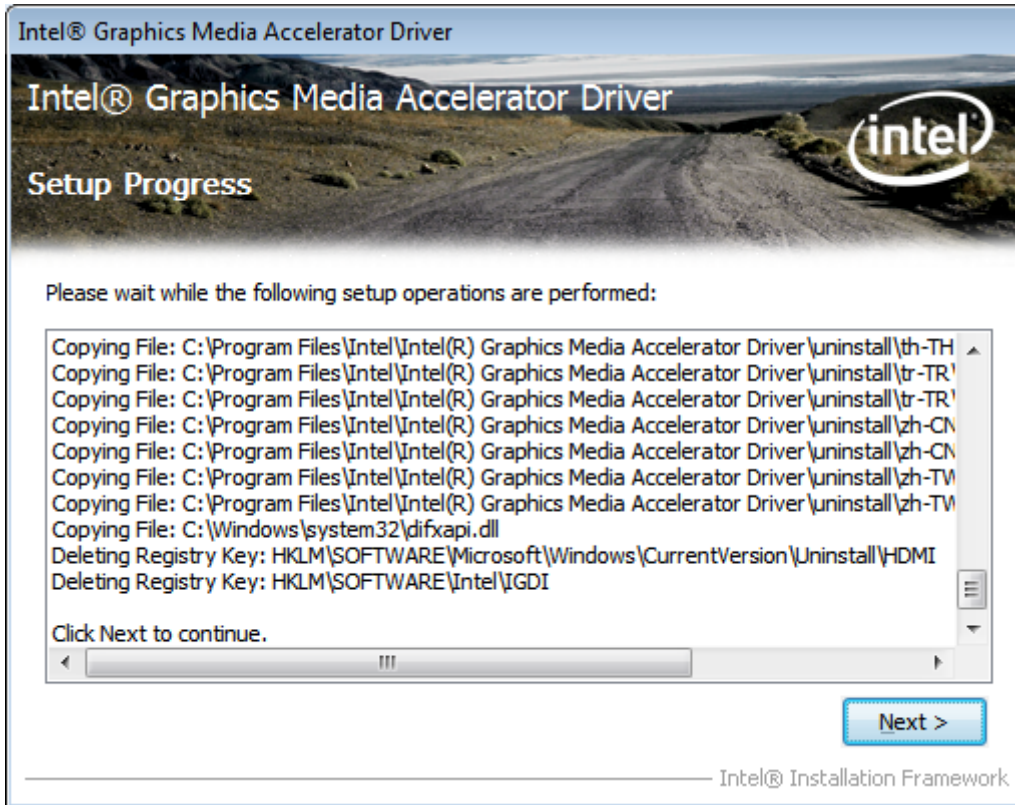 Intel® Graphics Media Accelerator Driver
Intel® Graphics Media Accelerator Driver
intel
Setup Progress
Please wait while the following setup operations are performed:
Copying File: C:\Program Files\Intel\Intel(R) Graphics Media Accelerator Driver\uninstall\th-TH
Copying File: C:\Program Files\Intel\Intel(R) Graphics Media Accelerator Driver\uninstall\tr-TR\
Copying File: C:\Program Files\Intel\Intel(R) Graphics Media Accelerator Driver\uninstall\tr-TR\
Copying File: C:\Program Files\Intel\Intel(R) Graphics Media Accelerator Driver\uninstall\zh-CN
Copying File: C:\Program Files\Intel\Intel(R) Graphics Media Accelerator Driver\uninstall\zh-CN
Copying File: C:\Program Files\Intel\Intel(R) Graphics Media Accelerator Driver\uninstall\zh-TW
Copying File: C:\Program Files\Intel\Intel(R) Graphics Media Accelerator Driver\uninstall\zh-TW
Copying File: C:\Windows\system32\difxapi.dll
Deleting Registry Key: HKLM\SOFTWARE\Microsoft\Windows\CurrentVersion\Uninstall\HDMI
Deleting Registry Key: HKLM\SOFTWARE\Intel\IGDI
Click Next to continue.
Next >
Intel® Installation Framework